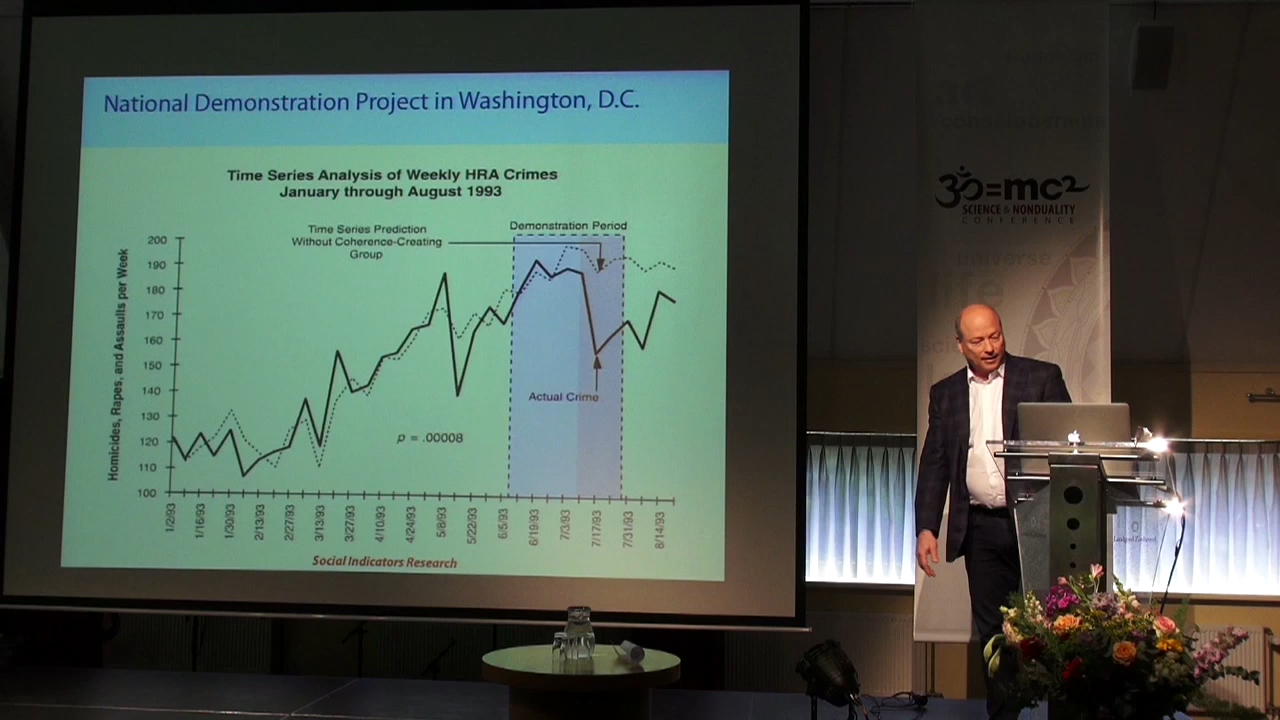 National Demonstration Project in Washington, D.C.
Time Series Analysis of Weekly HRA Crimes
January through August 1993
Time Series Prediction
Without Coherence-Creating
Group
Demonstration Period
Homicides, Rapes, and Assaults per Week
200
190
180
170
160
150
140
130
120
110
100
Actual Crime
p = .00008
1/2/93
1/16/93
1/30/93
2/13/93
2/27/93
3/13/93
3/27/93
4/10/93
4/24/93
5/8/93
5/22/93
6/5/93
6/19/93
7/3/93
7/17/93
7/31/93
8/14/93
Social Indicators Research
consciousness
ॐ=mc2
SCIENCE & NONDUALITY
CONFERENCE
universe
life